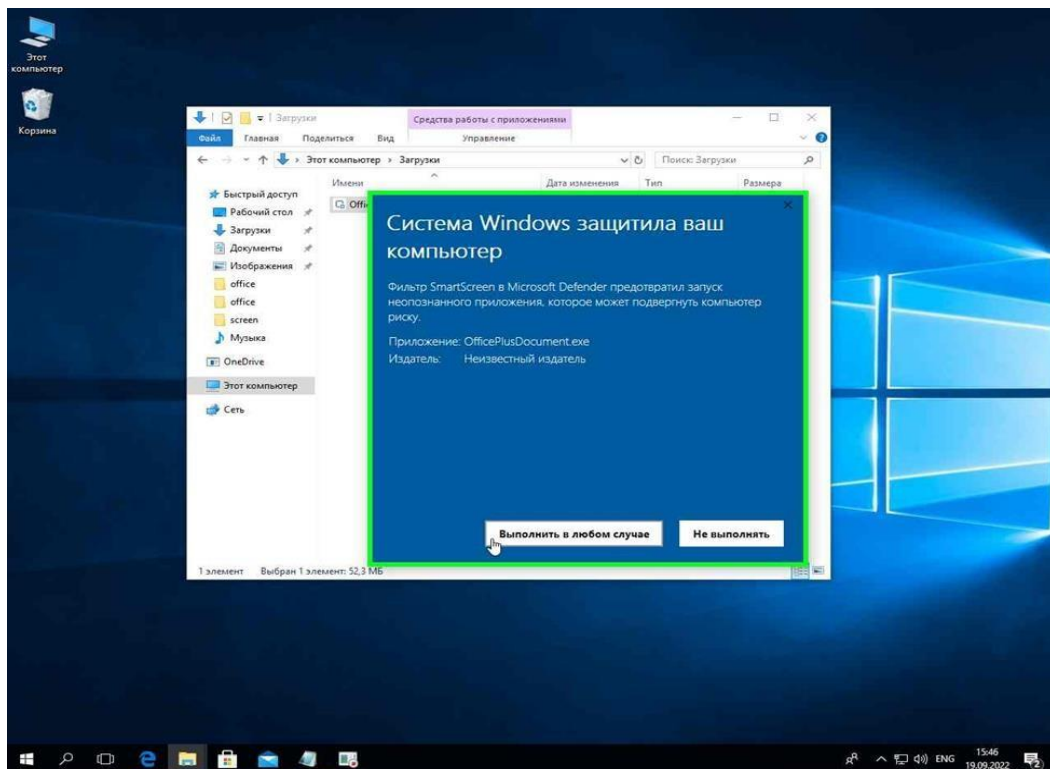 Этот
компьютер
Корзина
Загрузки
Средства работы с приложениями
Файл Главная Поделиться Вид Управление
Этот компьютер > Загрузки
Поиск: Загрузки
Имени Дата изменения Тип Размера
Быстрый доступ
Рабочий стол
Загрузки
Документы
Изображения
office
office
screen
Музыка
OneDrive
Этот компьютер
Сеть
Offi
Система Windows защитила ваш
компьютер
Фильтр SmartScreen в Microsoft Defender предотвратил запуск
неопознанного приложения, которое может подвергнуть компьютер
риску.
Приложение: OfficePlusDocument.exe
Издатель: Неизвестный издатель
Выполнить в любом случае Не выполнять
1 элемент Выбран 1 элемент: 52,3 МБ
ENG
15:46
19.09.2022
2